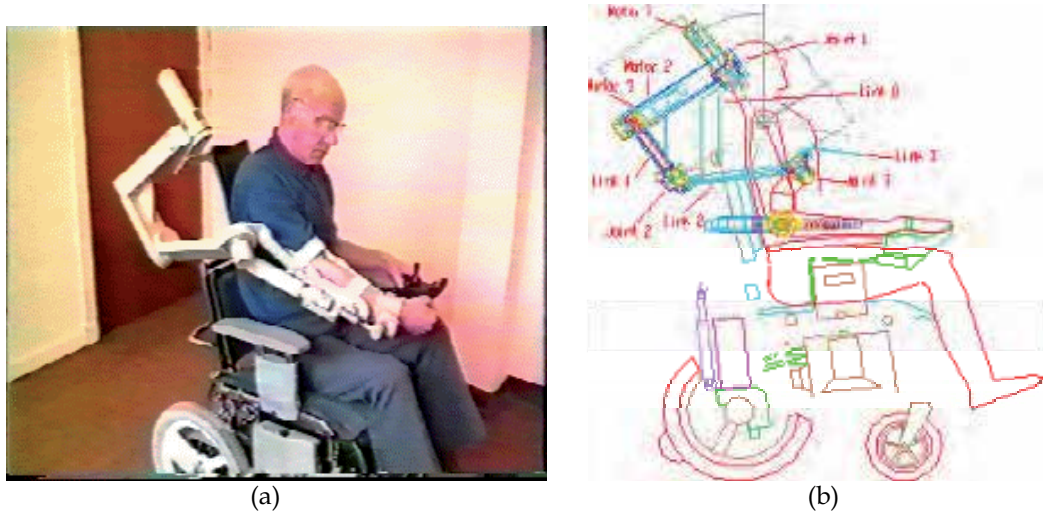 Motor 1
Joint 1
Motor 2
Link 0
Motor 3
Link 3
Link 1
Joint 3
Joint 2
Link 2
(a)
(b)